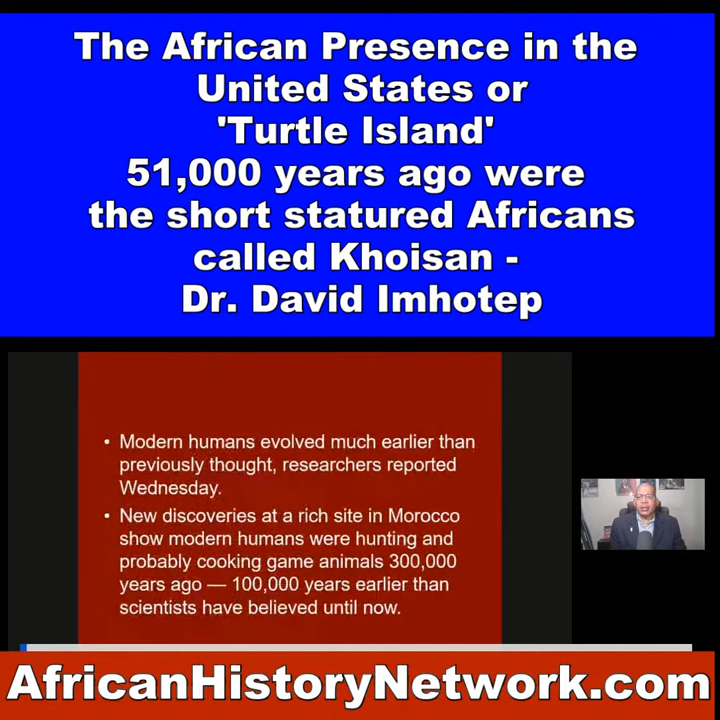 The African Presence in the
United States or
'Turtle Island'
51,000 years ago were
the short statured Africans
called Khoisan -
Dr. David Imhotep
• Modern humans evolved much earlier than
previously thought, researchers reported
Wednesday.
• New discoveries at a rich site in Morocco
show modern humans were hunting and
probably cooking game animals 300,000
years ago — 100,000 years earlier than
scientists have believed until now.
AfricanHistoryNetwork.com